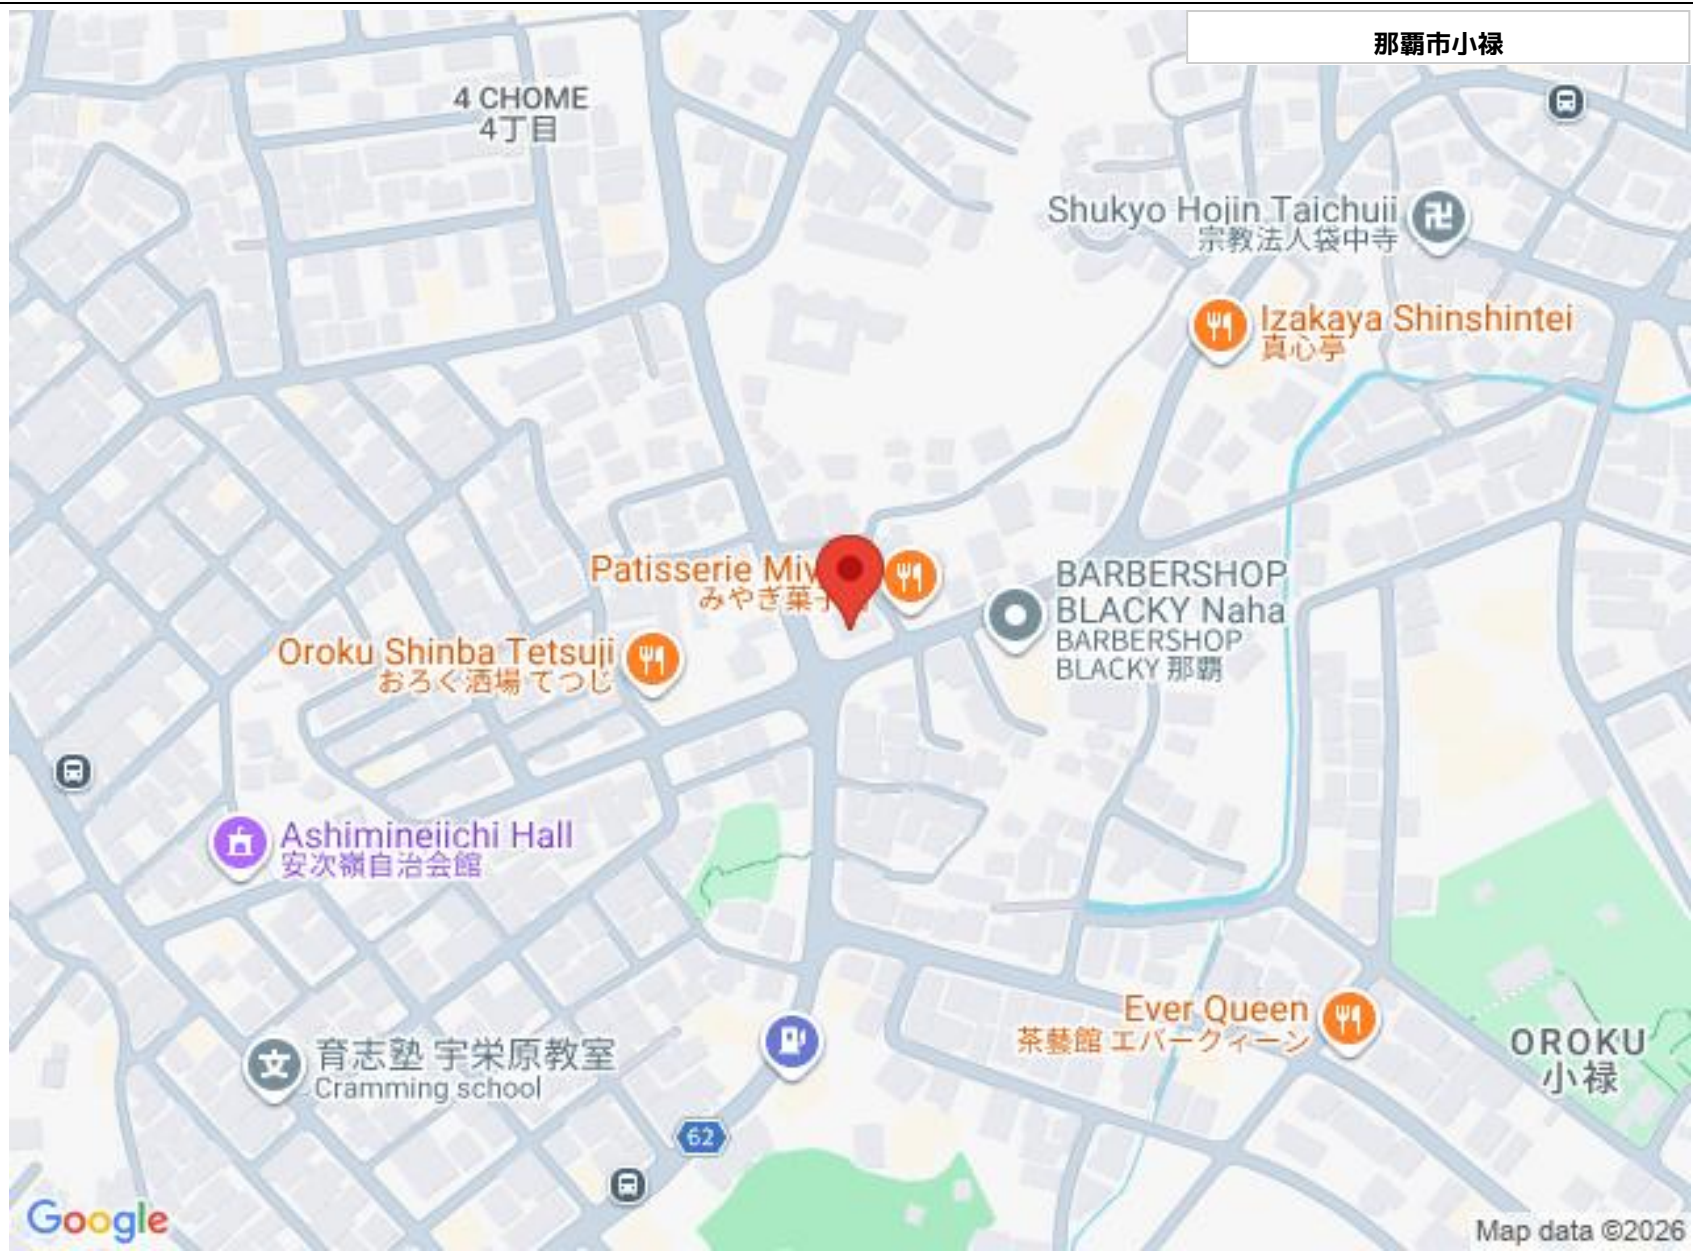 那覇市小禄
4 CHOME
4丁目
Shukyo Hojin Taichuji
宗教法人袋中寺
卍
Izakaya Shinshintei
真心亭
Patisserie Miy
みやぎ菓子
BARBERSHOP
BLACKY Naha
BARBERSHOP
BLACKY 那覇
Oroku Shinba Tetsuji
おろく酒場 てつじ
Ashimineiichi Hall
安次嶺自治会館
Ever Queen
茶藝館 エバークィーン
OROKU
小禄
文
育志塾 宇栄原教室
Cramming school
62
Google
Map data ©2026